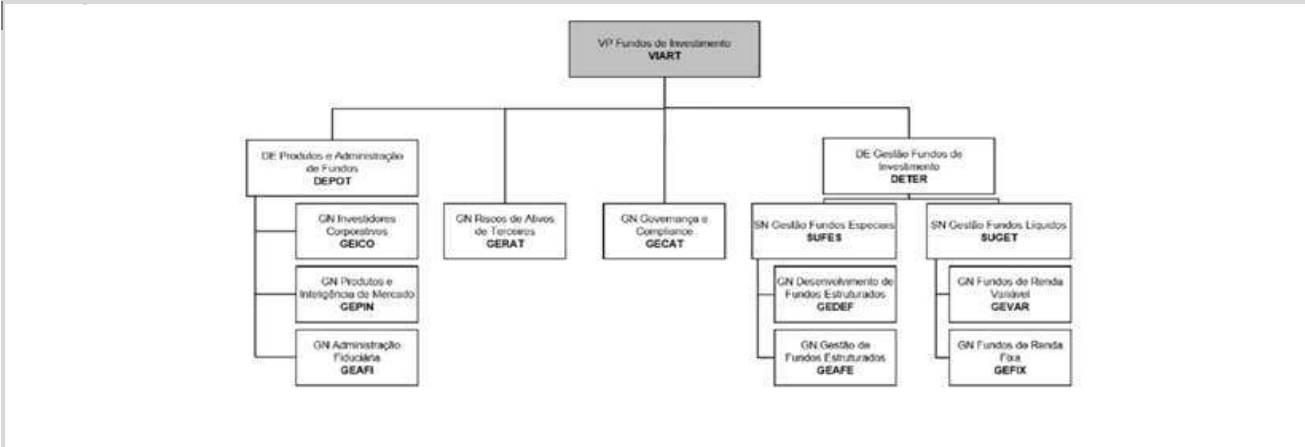 VP Fundos de Investimento
VIART
DE Produtos e Administração
de Fundos
DEPOT
DE Gestão Fundos de
Investimento
DETER
GN Investidores
Corporativos
GEICO
GN Riscos de Ativos
de Terceiros
GERAT
GN Governança e
Compliance
GECAT
SN Gestão Fundos Especiais
SUFES
SN Gestão Fundos Líquidos
SUGET
GN Produtos e
Inteligência de Mercado
GEPIN
GN Desenvolvimento de
Fundos Estruturados
GEDEF
GN Fundos de Renda
Variável
GEVAR
GN Administração
Fiduciária
GEAFI
GN Gestão de
Fundos Estruturados
GEAFE
GN Fundos de Renda
Fixa
GEFIX